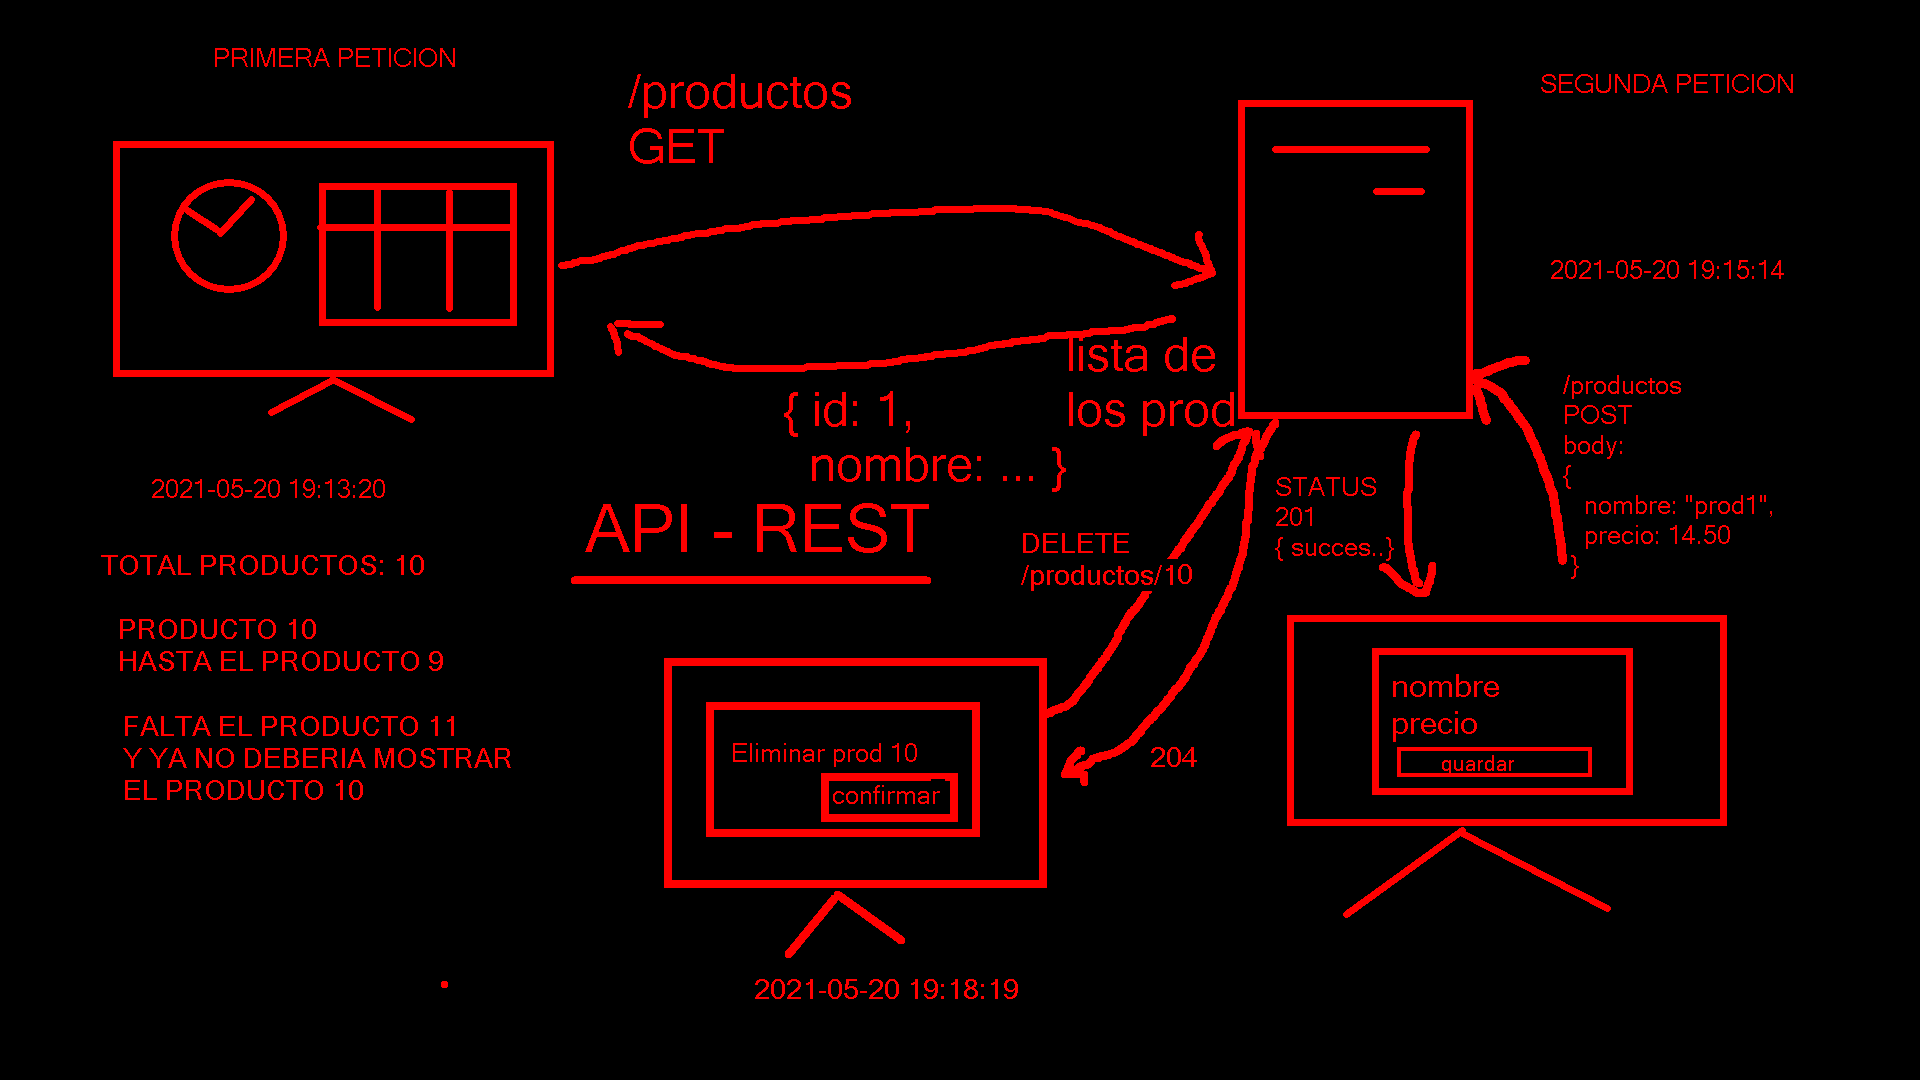 PRIMERA PETICION
/productos
GET
SEGUNDA PETICION
2021-05-20 19:15:14
lista de
los prod
{ id: 1,
nombre: ... }
/productos
POST
body:
{
nombre: "prod1",
precio: 14.50
}
STATUS
201
{ succes..}
2021-05-20 19:13:20
API - REST
DELETE
/productos/10
TOTAL PRODUCTOS: 10
PRODUCTO 10
HASTA EL PRODUCTO 9
FALTA EL PRODUCTO 11
Y YA NO DEBERIA MOSTRAR
EL PRODUCTO 10
Eliminar prod 10
confirmar
204
nombre
precio
guardar
2021-05-20 19:18:19